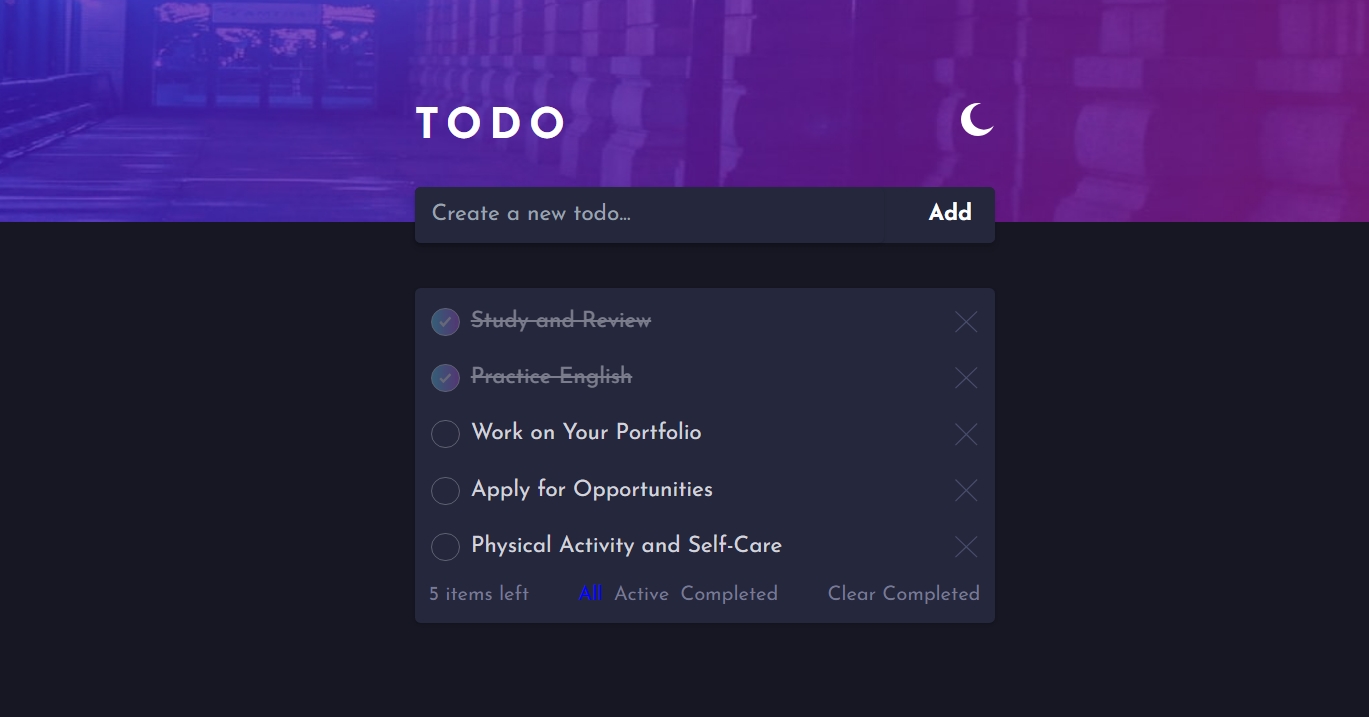 TODO
Create a new todo...
Add
Study and Review
Practice English
Work on Your Portfolio
Apply for Opportunities
Physical Activity and Self-Care
5 items left All Active Completed Clear Completed